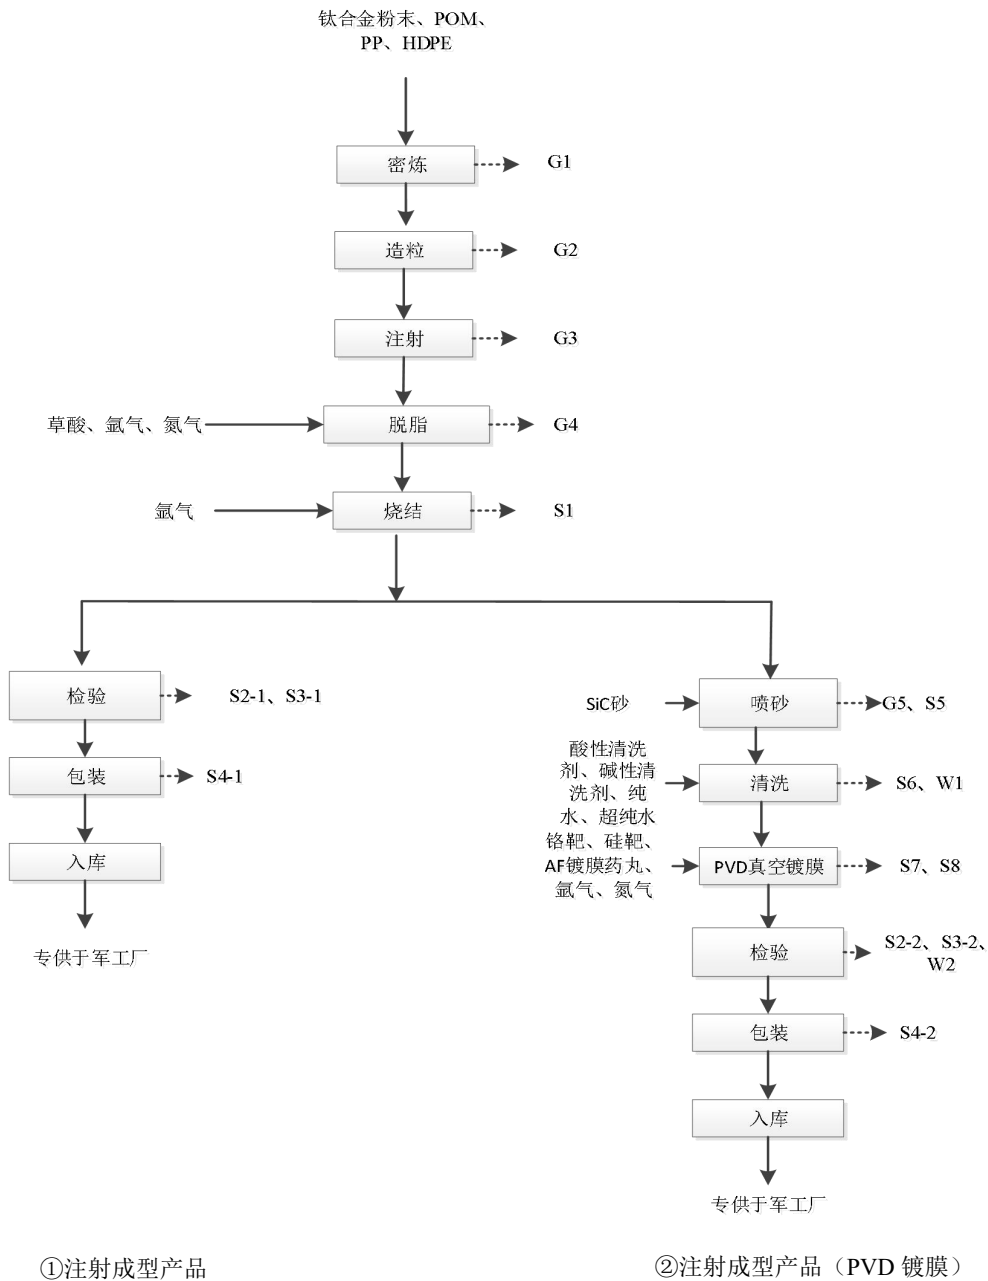 钛合金粉末、POM、
PP、HDPE
密炼
G1
造粒
G2
注射
G3
草酸、氩气、氮气
脱脂
G4
氩气
烧结
S1
检验
S2-1、S3-1
包装
S4-1
入库
专供于军工厂
SiC砂
喷砂
G5、S5
酸性清洗
剂、碱性清
洗剂、纯
水、超纯水
清洗
S6、W1
铬靶、硅靶、
AF镀膜药丸、
氩气、氮气
PVD真空镀膜
S7、S8
检验
S2-2、S3-2、
W2
包装
S4-2
入库
专供于军工厂
①注射成型产品
②注射成型产品（PVD 镀膜）